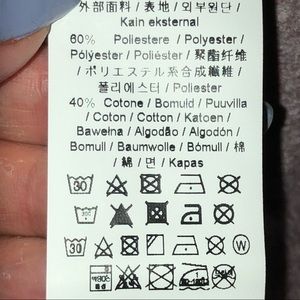 外部面料 / 表地 / 외부원단 /
Kain eksternal
60% Poliestere / Polyester /
Pólyester / Poliéster / 聚酯纤维
/ ポリエステル系合成繊維 /
폴리에스터 / Poliester
40% Cotone / Bomuld / Puuvilla
/ Coton / Cotton / Katoen /
Bawełna / Algodão / Algodón /
Bomull / Baumwolle / Bómull / 棉
/ 綿 / 면 / Kapas
30
30
30 W